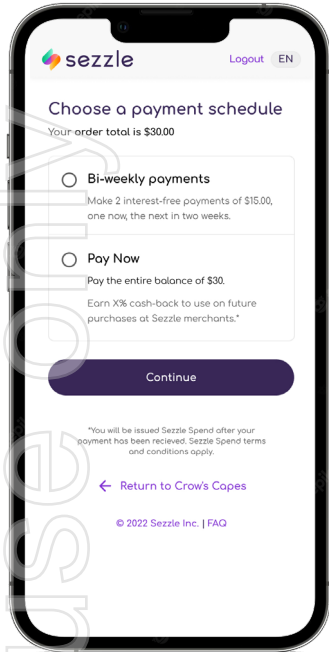 sezzle
Logout EN
Choose a payment schedule
Your order total is $30.00
Bi-weekly payments
Make 2 interest-free payments of $15.00,
one now, the next in two weeks.
Pay Now
Pay the entire balance of $30.
Earn X% cash-back to use on future
purchases at Sezzle merchants.*
Continue
*You will be issued Sezzle Spend after your
payment has been recieved. Sezzle Spend terms
and conditions apply.
← Return to Crow's Capes
© 2022 Sezzle Inc. | FAQ
use only